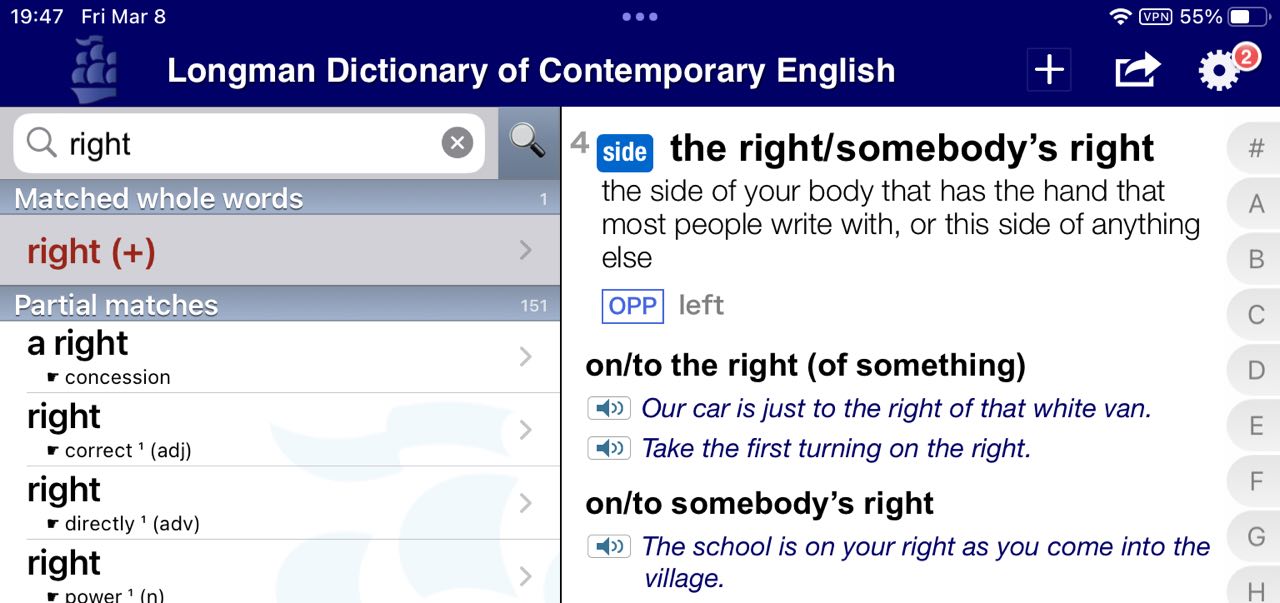 19:47 Fri Mar 8
VPN 55%
Longman Dictionary of Contemporary English
2
right
Matched whole words 1
right (+)
Partial matches 151
a right
☛ concession
right
☛ correct ¹ (adj)
right
☛ directly ¹ (adv)
right
☛ power ¹ (n)
4 side the right/somebody’s right
the side of your body that has the hand that
most people write with, or this side of anything
else
OPP left
on/to the right (of something)
Our car is just to the right of that white van.
Take the first turning on the right.
on/to somebody’s right
The school is on your right as you come into the
village.
#
A
B
C
D
E
F
G
H